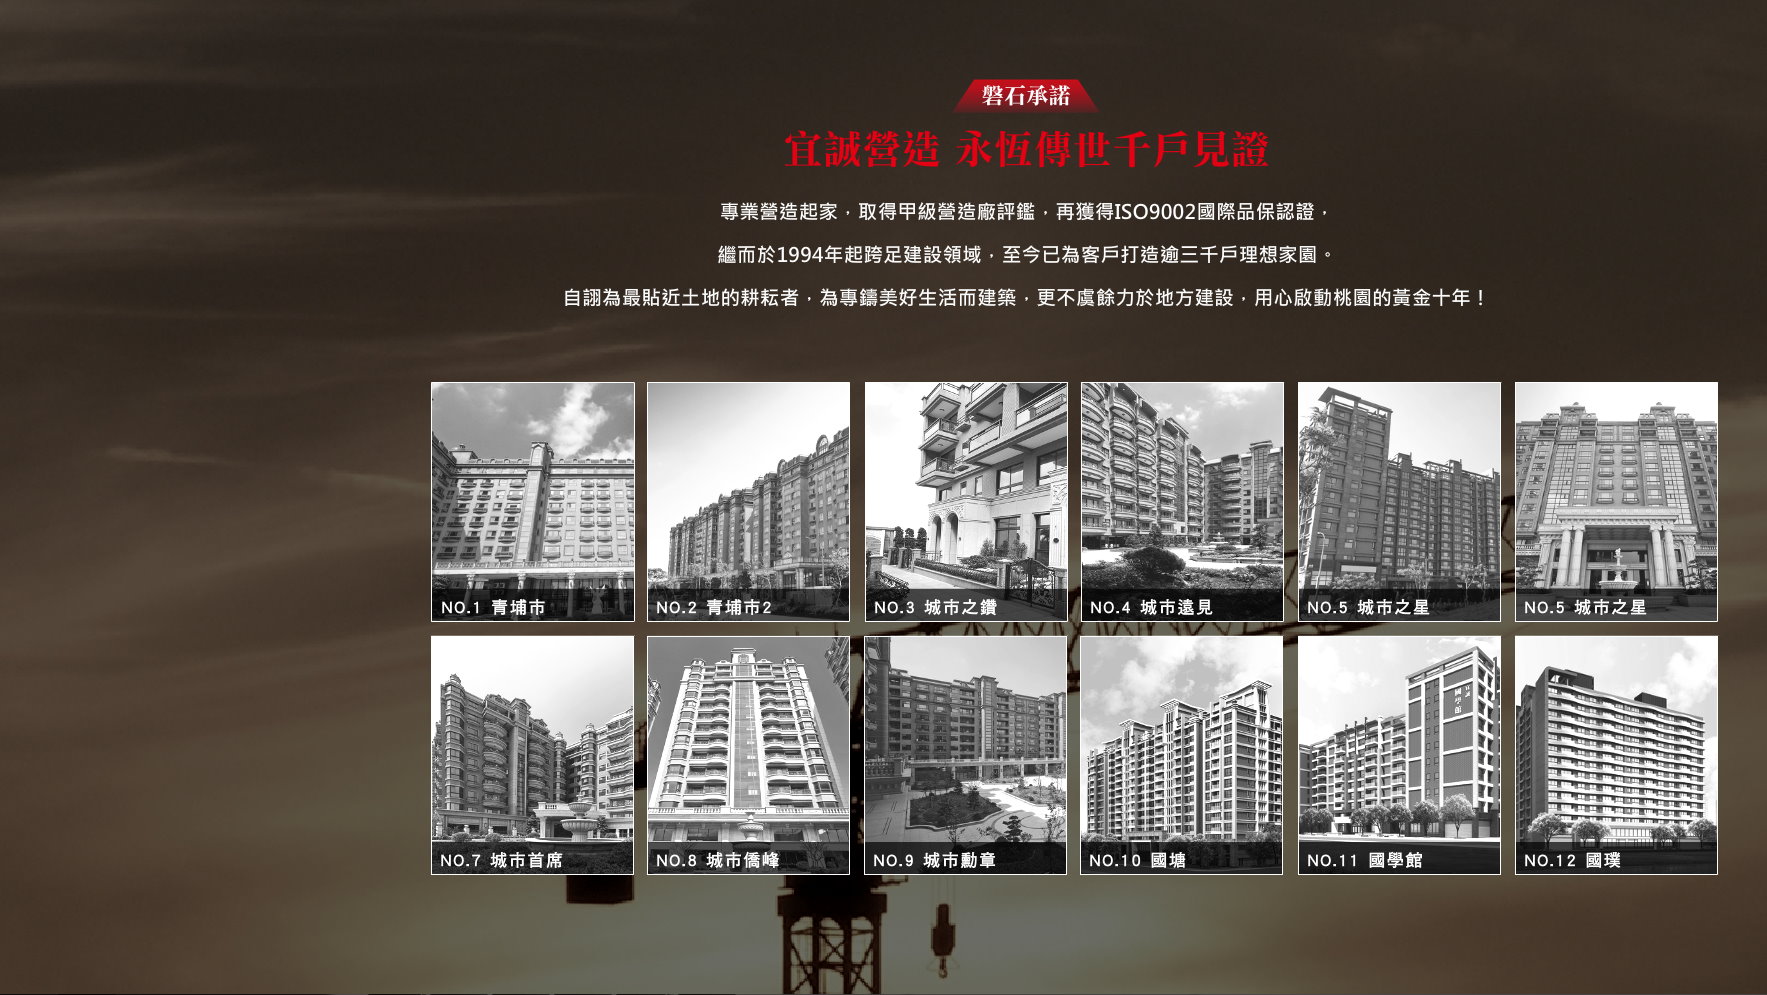 磐石承諾
宜誠營造 永恆傳世千戶見證
專業營造起家，取得甲級營造廠評鑑，再獲得ISO9002國際品保認證，
繼而於1994年起跨足建設領域，至今已為客戶打造逾三千戶理想家園。
自詡為最貼近土地的耕耘者，為專鑄美好生活而建築，更不虞餘力於地方建設，用心啟動桃園的黃金十年！
NO.1 青埔市
NO.2 青埔市2
NO.3 城市之鑽
NO.4 城市遠見
NO.5 城市之星
NO.5 城市之星
宜誠
國學館
NO.7 城市首席
NO.8 城市僑峰
NO.9 城市勳章
NO.10 國塘
NO.11 國學館
NO.12 國璞